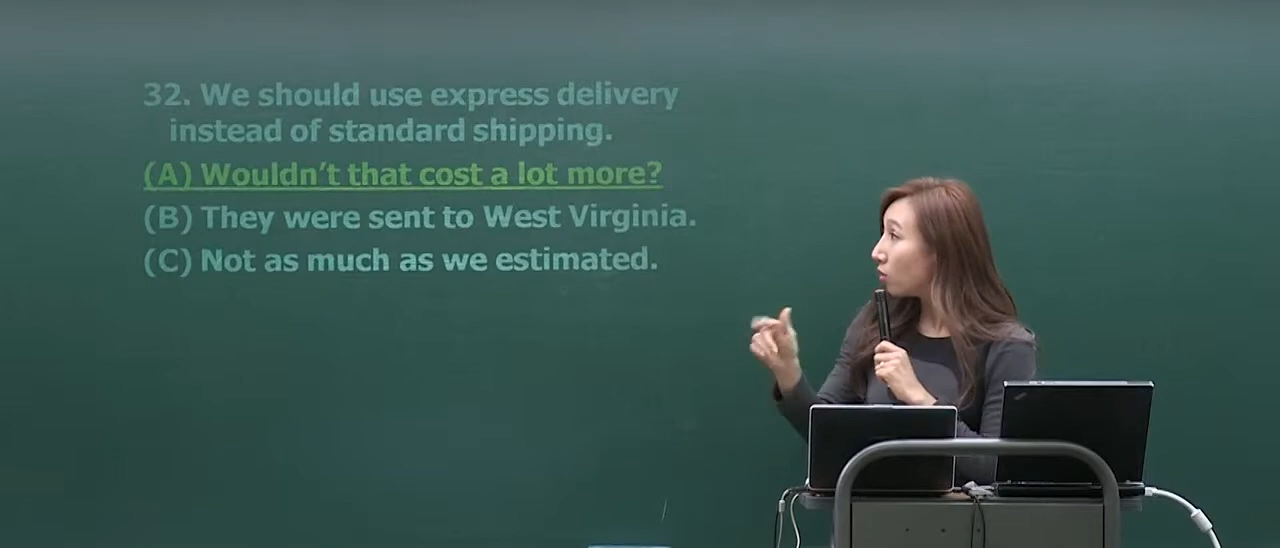 32. We should use express delivery
instead of standard shipping.
(A) Wouldn't that cost a lot more?
(B) They were sent to West Virginia.
(C) Not as much as we estimated.